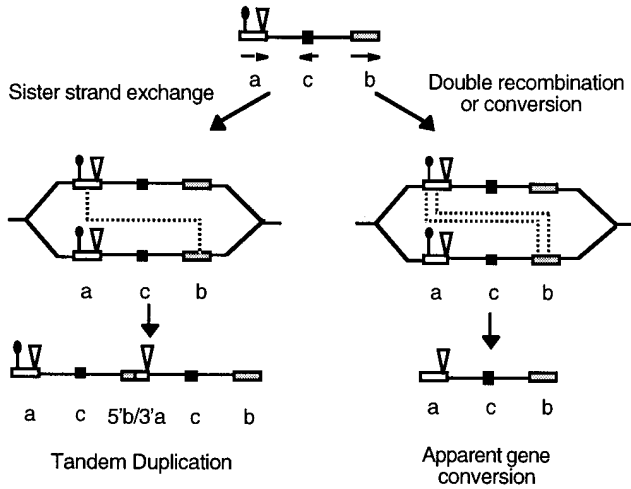 a c b
Sister strand exchange
Double recombination
or conversion
a c b
a c b
a c 5'b/3'a c b
a c b
Tandem Duplication
Apparent gene
conversion